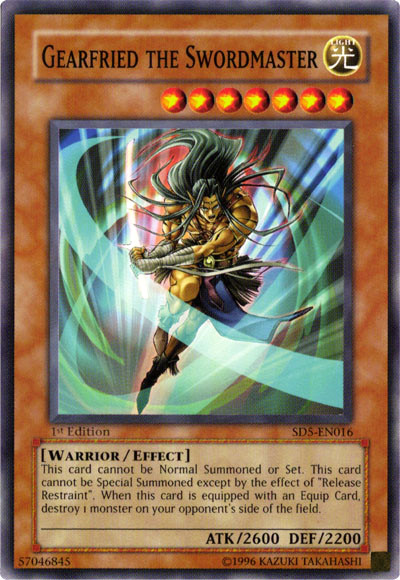 GEARFRIED THE SWORDMASTER
LIGHT
光
1st Edition
SD5-EN016
[WARRIOR/EFFECT]
This card cannot be Normal Summoned or Set. This card
cannot be Special Summoned except by the effect of "Release
Restraint". When this card is equipped with an Equip Card,
destroy 1 monster on your opponent's side of the field.
ATK/2600 DEF/2200
57046845
©1996 KAZUKI TAKAHASHI